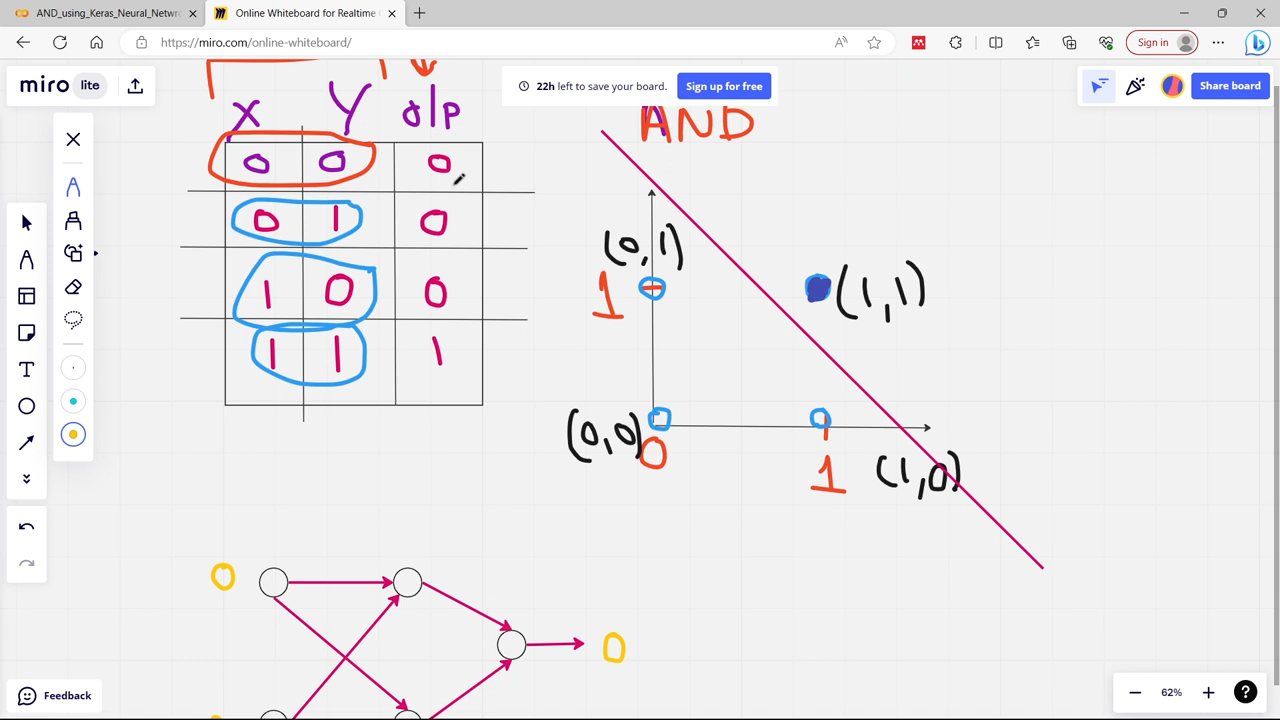 AND_using_Keras_Neural_Netwo
Online Whiteboard for Realtime C
https://miro.com/online-whiteboard/
Sign in
miro lite
22h left to save your board.
Sign up for free
Share board
X Y O|P
AND
0 0 0
0 1 0
1 0 0
1 1 1
(0,1)
1
(1,1)
(0,0)
0
1
(1,0)
0
0
T
Feedback
62%
?